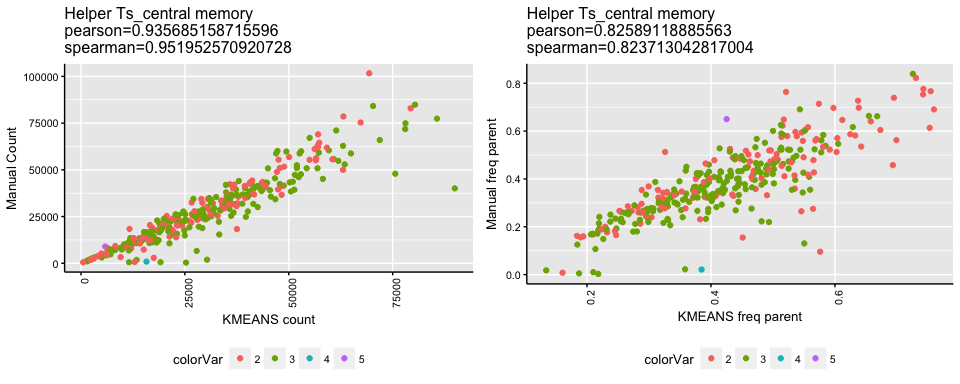 Helper Ts_central memory
pearson=0.935685158715596
spearman=0.951952570920728
Manual Count
100000
75000
50000
25000
0
0
25000
50000
75000
KMEANS count
colorVar 2 3 4 5
Helper Ts_central memory
pearson=0.82589118885563
spearman=0.823713042817004
Manual freq parent
0.8
0.6
0.4
0.2
0.0
0.2
0.4
0.6
KMEANS freq parent
colorVar 2 3 4 5